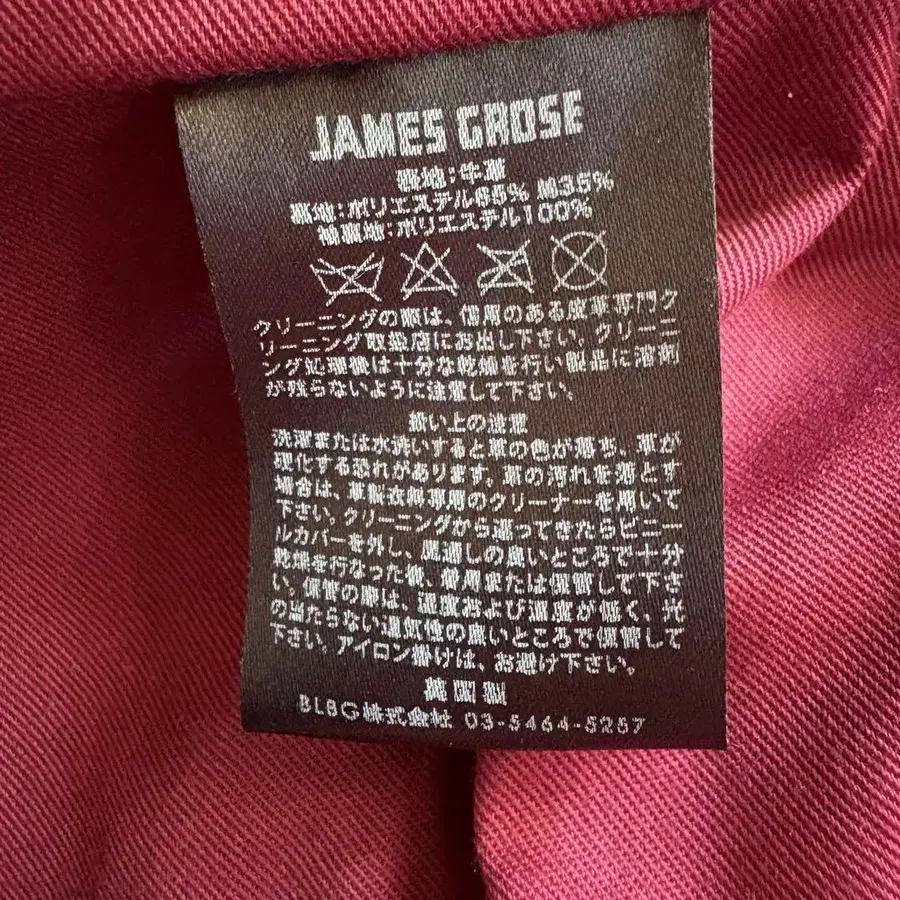 JAMES GROSE
表地:牛革
裏地:ポリエステル65% 綿35%
袖裏地:ポリエステル100%
クリーニングの際は、信用のある皮革専門ク
リーニング取扱店にお出し下さい。クリーニ
ング処理後は十分な乾燥を行い製品に溶剤
が残らないように注意して下さい。
扱い上の注意
洗濯または水洗いすると革の色が落ち、革が
硬化する恐れがあります。革の汚れを落とす
場合は、革製衣料専用のクリーナーを用いて
下さい。クリーニングから還ってきたらビニー
ルカバーを外し、風通しの良いところで十分
乾燥を行なった後、着用または保管して下さ
い。保管の際は、温度および湿度が低く、光
の当たらない通気性の良いところで保管して
下さい。アイロン掛けは、お避け下さい。
英国製
BLBG株式会社 03-5464-5257